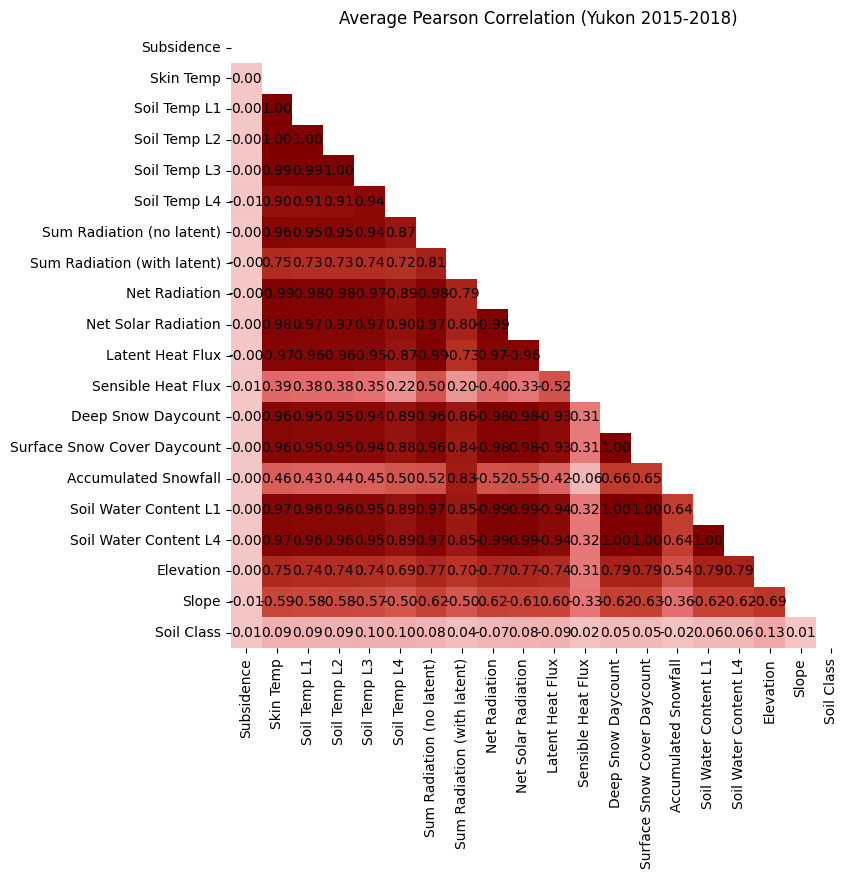 Average Pearson Correlation (Yukon 2015-2018)
Subsidence
Skin Temp 0.00
Soil Temp L1 -0.00 1.00
Soil Temp L2 -0.00 1.00 1.00
Soil Temp L3 -0.00 0.99 0.99 1.00
Soil Temp L4 -0.01 0.90 0.91 0.91 0.94
Sum Radiation (no latent) -0.00 0.96 0.95 0.95 0.94 0.87
Sum Radiation (with latent) -0.00 0.75 0.73 0.73 0.74 0.72 0.81
Net Radiation -0.00 -0.99 -0.98 -0.98 -0.97 -0.89 -0.98 -0.79
Net Solar Radiation 0.00 0.98 0.97 0.97 0.97 0.90 0.97 0.80 -0.99
Latent Heat Flux -0.00 -0.97 -0.96 -0.96 -0.95 -0.87 -0.99 -0.73 0.97 -0.96
Sensible Heat Flux 0.01 0.39 0.38 0.38 0.35 0.22 0.50 0.20 -0.40 0.33 -0.52
Deep Snow Daycount 0.00 0.96 0.95 0.95 0.94 0.89 0.96 0.86 -0.98 0.98 -0.93 0.31
Surface Snow Cover Daycount 0.00 0.96 0.95 0.95 0.94 0.88 0.96 0.84 -0.98 0.98 -0.93 0.31 1.00
Accumulated Snowfall 0.00 0.46 0.43 0.44 0.45 0.50 0.52 0.83 -0.52 0.55 -0.42 -0.06 0.66 0.65
Soil Water Content L1 0.00 0.97 0.96 0.96 0.95 0.89 0.97 0.85 -0.99 0.99 -0.94 0.32 1.00 1.00 0.64
Soil Water Content L4 0.00 0.97 0.96 0.96 0.95 0.89 0.97 0.85 -0.99 0.99 -0.94 0.32 1.00 1.00 0.64 1.00
Elevation 0.00 0.75 0.74 0.74 0.74 0.69 0.77 0.70 -0.77 0.77 -0.74 0.31 0.79 0.79 0.54 0.79 0.79
Slope -0.01 -0.59 -0.58 -0.58 -0.57 -0.50 -0.62 -0.50 0.62 -0.61 0.60 -0.33 -0.62 -0.63 -0.36 -0.62 -0.62 -0.69
Soil Class 0.01 0.09 0.09 0.09 0.10 0.10 0.08 0.04 -0.07 0.08 -0.09 0.02 0.05 0.05 -0.02 0.06 0.06 0.13 0.01
Subsidence
Skin Temp
Soil Temp L1
Soil Temp L2
Soil Temp L3
Soil Temp L4
Sum Radiation (no latent)
Sum Radiation (with latent)
Net Radiation
Net Solar Radiation
Latent Heat Flux
Sensible Heat Flux
Deep Snow Daycount
Surface Snow Cover Daycount
Accumulated Snowfall
Soil Water Content L1
Soil Water Content L4
Elevation
Slope
Soil Class